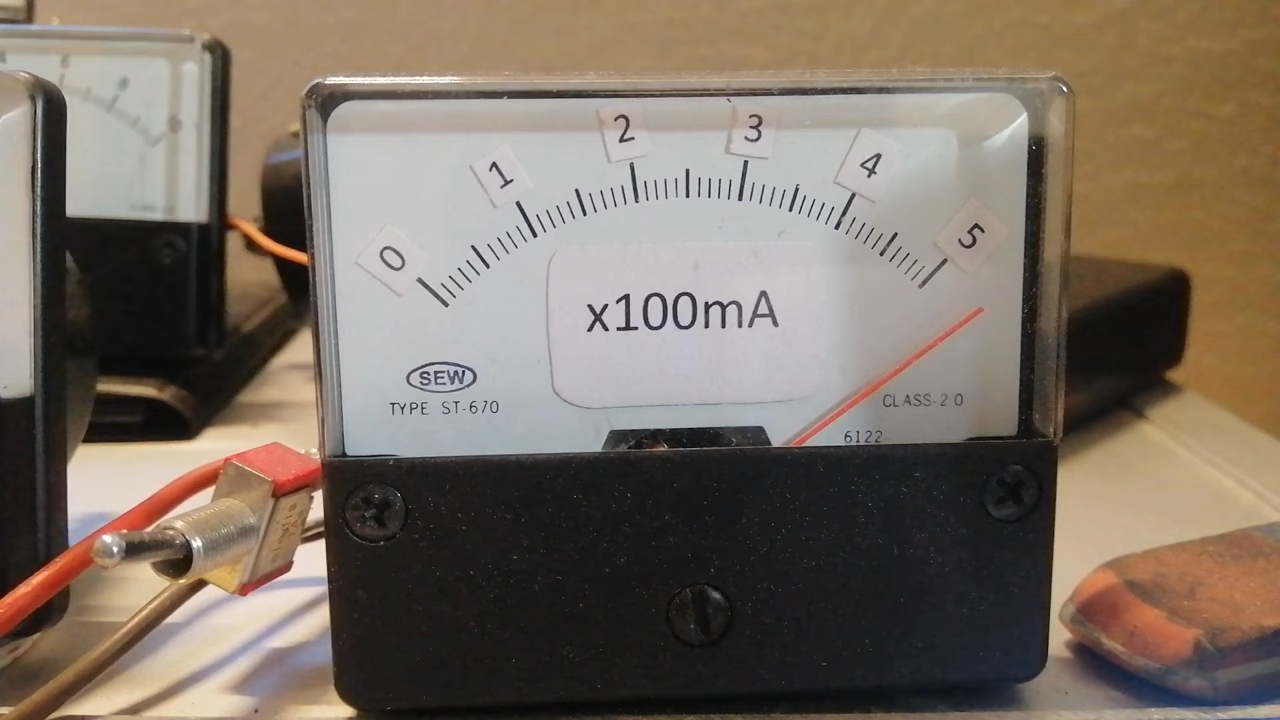 0 1 2 3 4 5
x100mA
SEW
TYPE ST-670
CLASS-2 0
6122